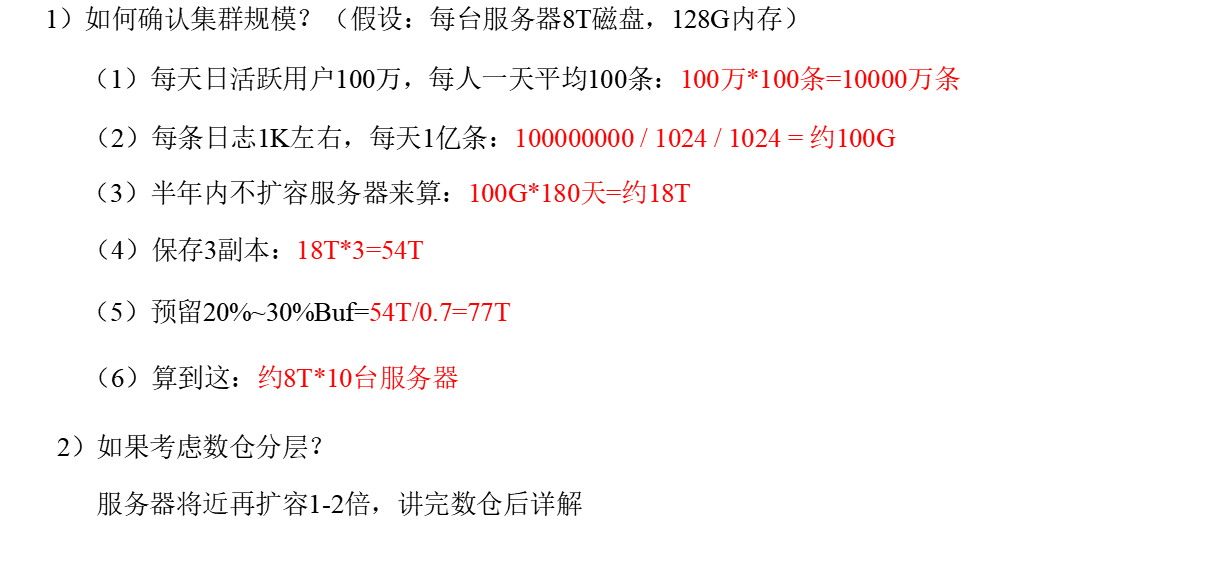 1）如何确认集群规模？（假设：每台服务器8T磁盘，128G内存）
（1）每天日活跃用户100万，每人一天平均100条：100万*100条=10000万条
（2）每条日志1K左右，每天1亿条：100000000 / 1024 / 1024 = 约100G
（3）半年内不扩容服务器来算：100G*180天=约18T
（4）保存3副本：18T*3=54T
（5）预留20%~30%Buf=54T/0.7=77T
（6）算到这：约8T*10台服务器
2）如果考虑数仓分层？
服务器将近再扩容1-2倍，讲完数仓后详解